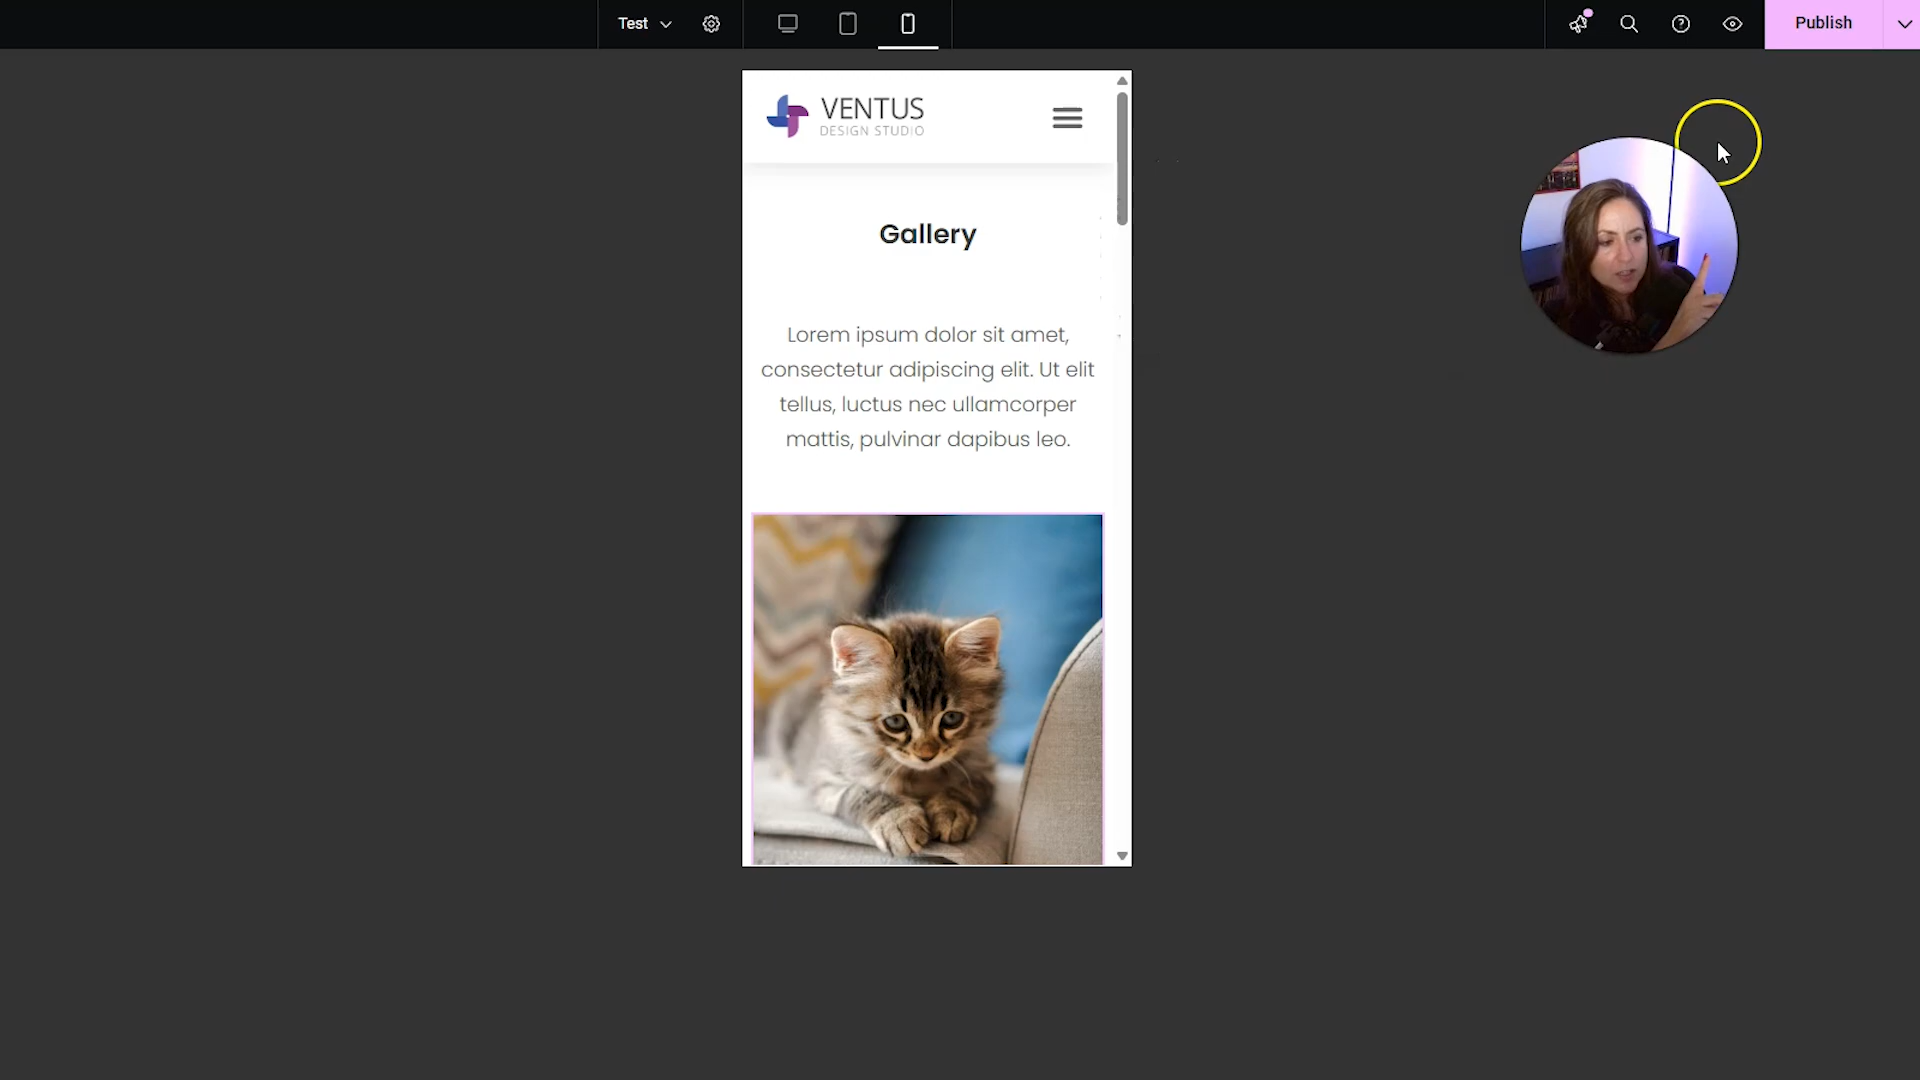 Test
Publish
VENTUS
DESIGN STUDIO
Gallery
Lorem ipsum dolor sit amet,
consectetur adipiscing elit. Ut elit
tellus, luctus nec ullamcorper
mattis, pulvinar dapibus leo.